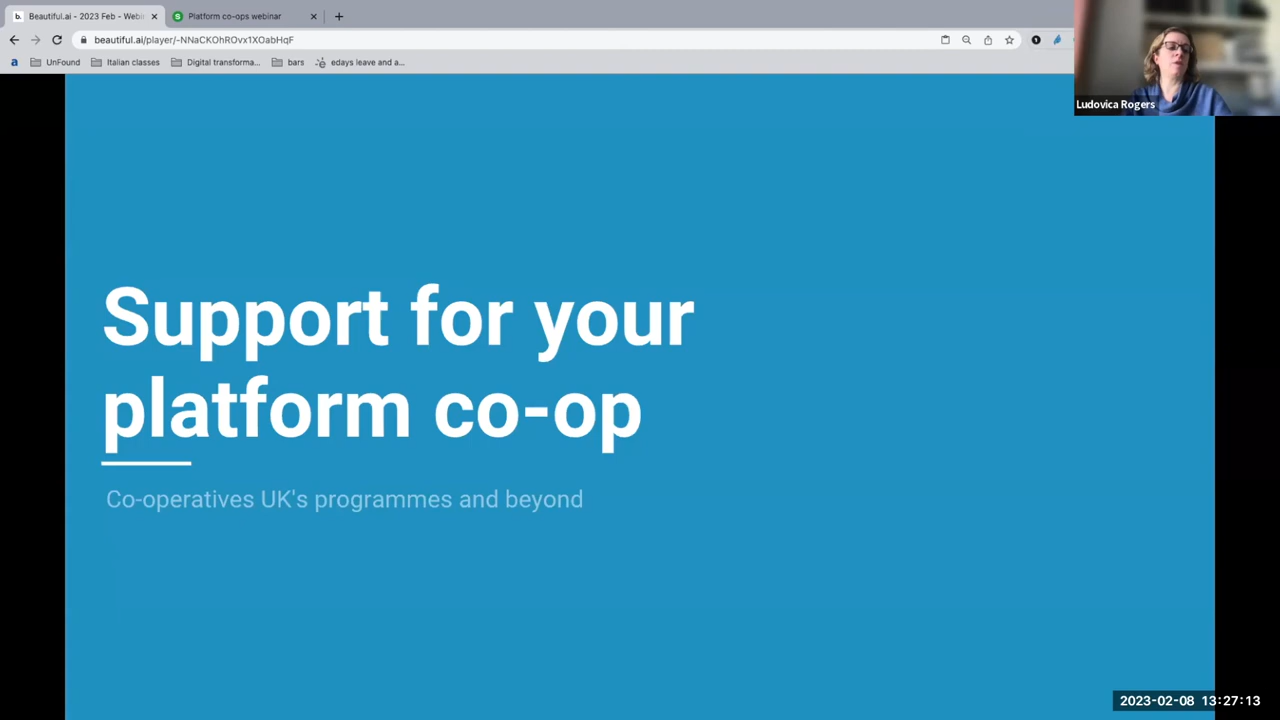 Beautiful.ai - 2023 Feb - Webi
Platform co-ops webinar
beautiful.ai/player/-NNaCKOhROvx1XOabHqF
UnFound
Italian classes
Digital transforma...
bars
edays leave and a...
Ludovica Rogers
Support for your
platform co-op
Co-operatives UK's programmes and beyond
2023-02-08 13:27:13